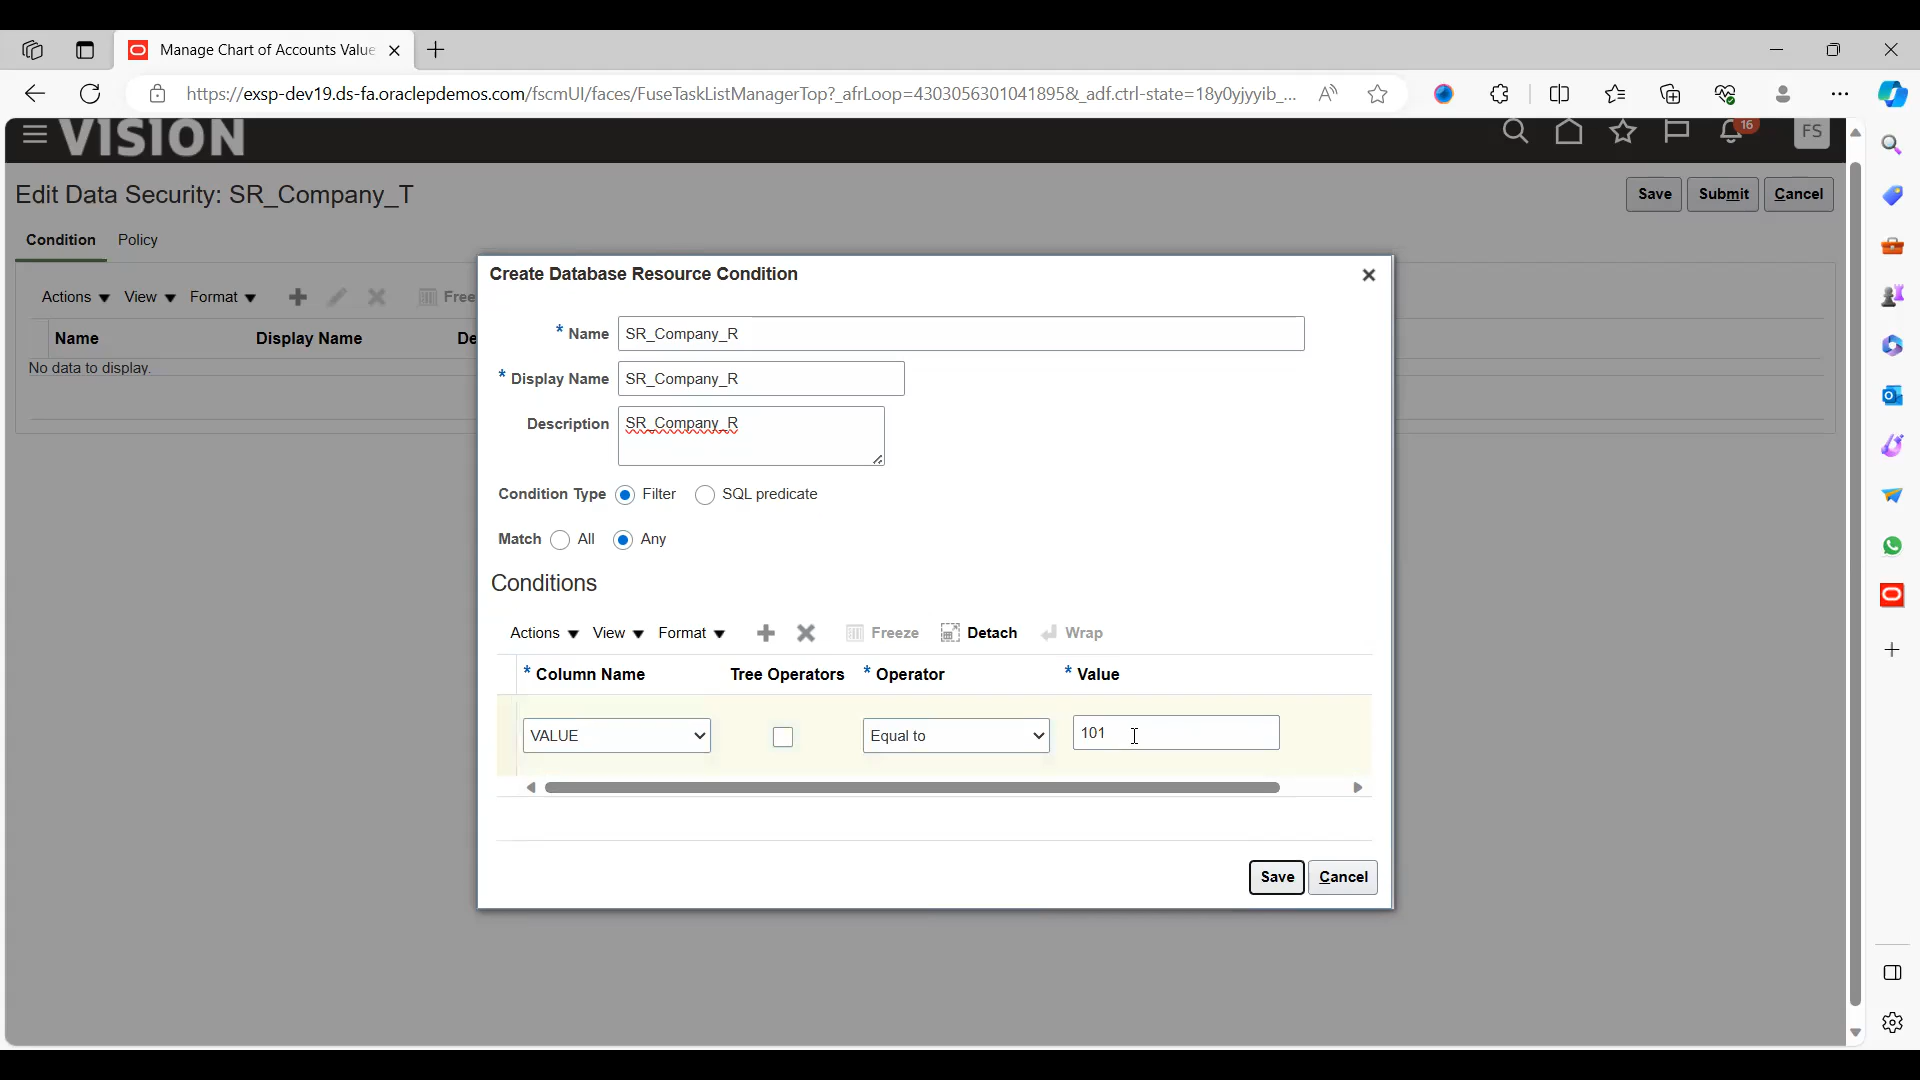 Manage Chart of Accounts Value
https://exsp-dev19.ds-fa.oraclepdemos.com/fscmUI/faces/FuseTaskListManagerTop?_afrLoop=4303056301041895&_adf.ctrl-state=18y0yjyyib_...
VISION
16
FS
Edit Data Security: SR_Company_T
Save Submit Cancel
Condition Policy
Actions View Format Free
Name Display Name De
No data to display.
Create Database Resource Condition
* Name SR_Company_R
* Display Name SR_Company_R
Description SR_Company_R
Condition Type Filter SQL predicate
Match All Any
Conditions
Actions View Format Freeze Detach Wrap
* Column Name Tree Operators * Operator * Value
VALUE Equal to 101
Save Cancel